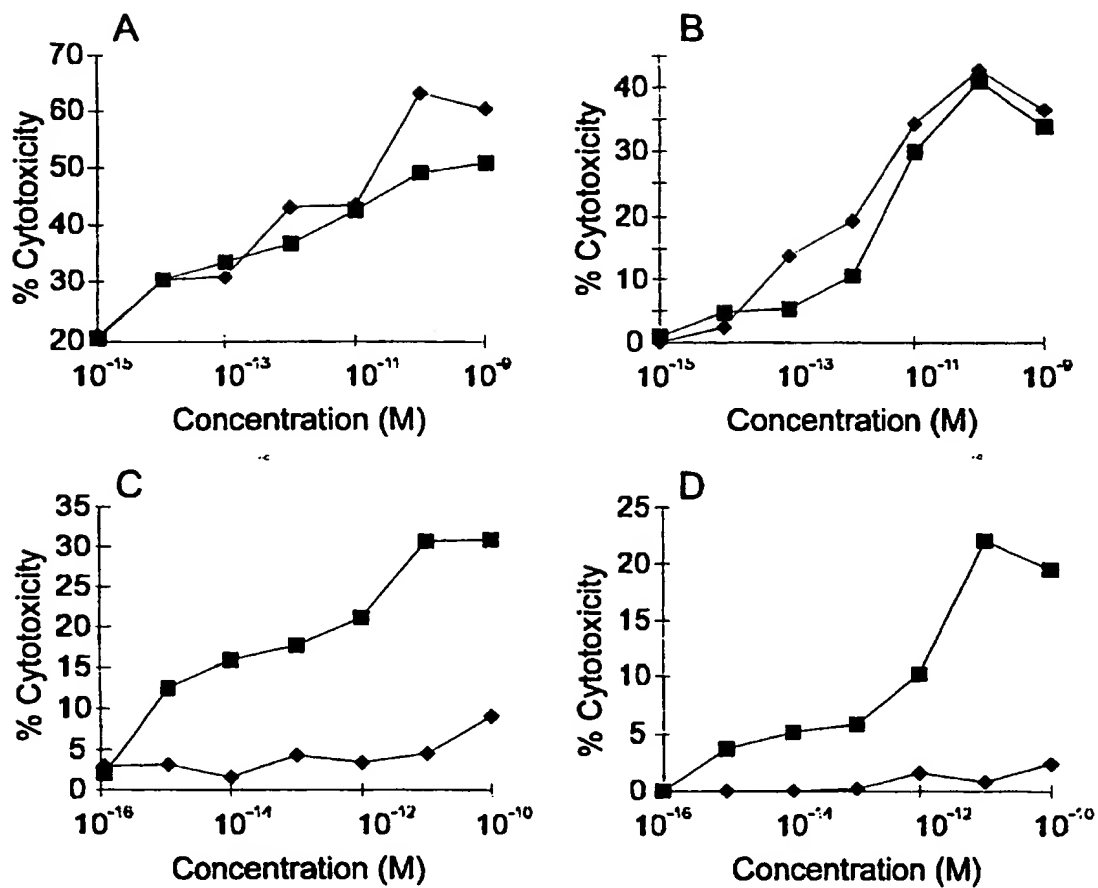 A
70
60
50
40
30
20
% Cytotoxicity
10⁻¹⁵ 10⁻¹³ 10⁻¹¹ 10⁻⁹
Concentration (M)
B
40
30
20
10
0
% Cytotoxicity
10⁻¹⁵ 10⁻¹³ 10⁻¹¹ 10⁻⁹
Concentration (M)
C
35
30
25
20
15
10
5
0
% Cytotoxicity
10⁻¹⁶ 10⁻¹⁴ 10⁻¹² 10⁻¹⁰
Concentration (M)
D
25
20
15
10
5
0
% Cytotoxicity
10⁻¹⁶ 10⁻¹⁴ 10⁻¹² 10⁻¹⁰
Concentration (M)